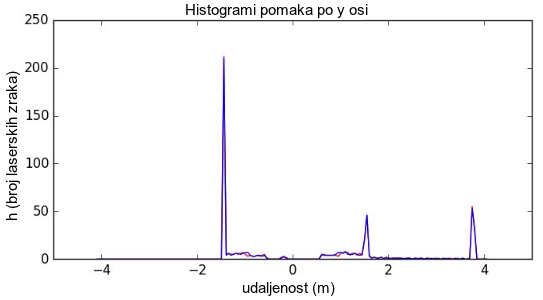 Histogrami pomaka po y osi
h (broj laserskih zraka)
250
200
150
100
50
0
−4 −2 0 2 4
udaljenost (m)